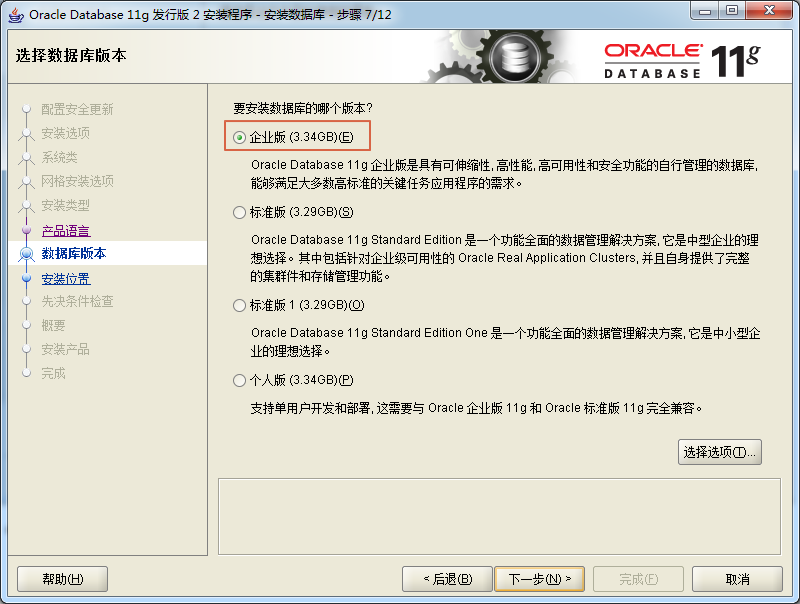 Oracle Database 11g 发行版 2 安装程序 - 安装数据库 - 步骤 7/12
选择数据库版本
ORACLE
DATABASE 11g
配置安全更新
安装选项
系统类
网格安装选项
安装类型
产品语言
数据库版本
安装位置
先决条件检查
概要
安装产品
完成
要安装数据库的哪个版本?
企业版 (3.34GB)(E)
Oracle Database 11g 企业版是具有可伸缩性, 高性能, 高可用性和安全功能的自行管理的数据库,
能够满足大多数高标准的关键任务应用程序的需求。
标准版 (3.29GB)(S)
Oracle Database 11g Standard Edition 是一个功能全面的数据管理解决方案, 它是中型企业的理
想选择。其中包括针对企业级可用性的 Oracle Real Application Clusters, 并且自身提供了完整
的集群件和存储管理功能。
标准版 1 (3.29GB)(O)
Oracle Database 11g Standard Edition One 是一个功能全面的数据管理解决方案, 它是中小型企
业的理想选择。
个人版 (3.34GB)(P)
支持单用户开发和部署, 这需要与 Oracle 企业版 11g 和 Oracle 标准版 11g 完全兼容。
选择选项(T)...
帮助(H)
< 后退(B)
下一步(N) >
完成(F)
取消